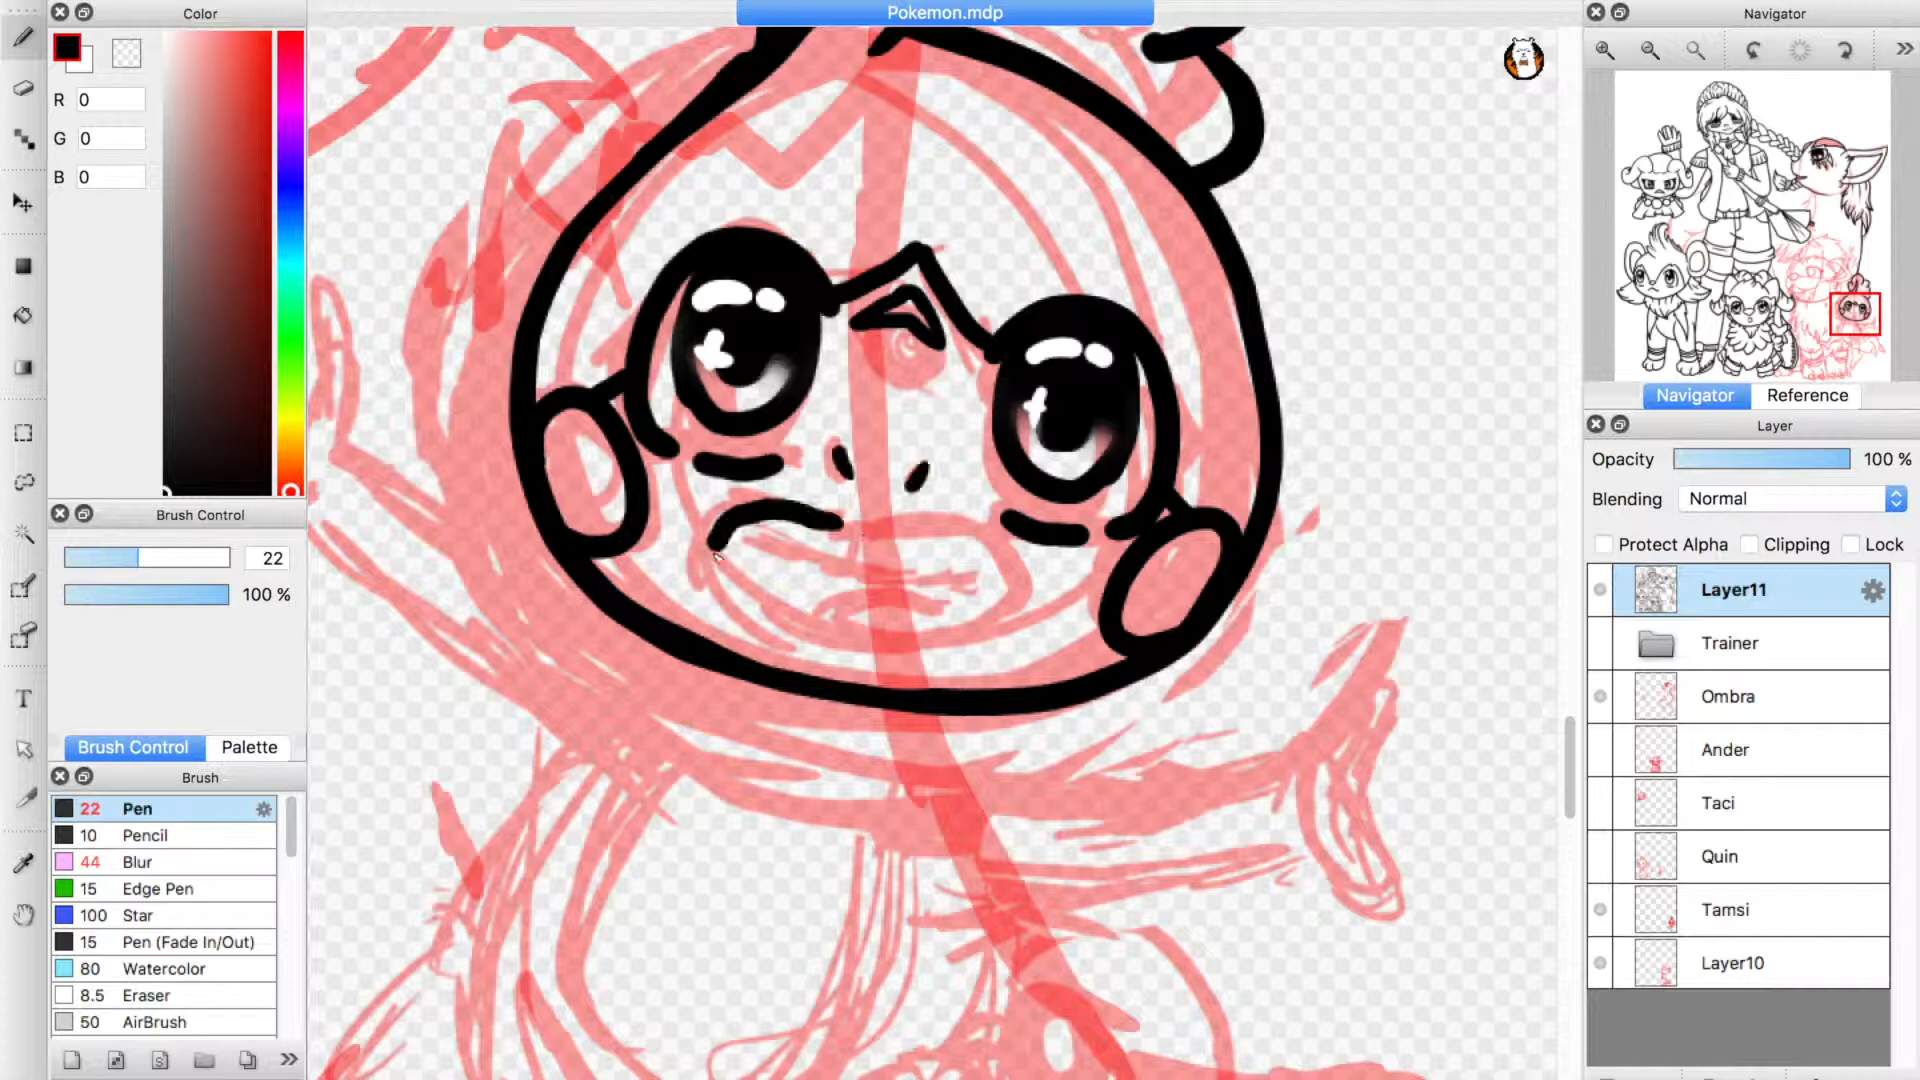 Color
Pokemon.mdp
Navigator
R 0
G 0
B 0
Brush Control
22
100 %
Brush Control Palette
Brush
22 Pen
10 Pencil
44 Blur
15 Edge Pen
100 Star
15 Pen (Fade In/Out)
80 Watercolor
8.5 Eraser
50 AirBrush
T
S
Navigator Reference
Layer
Opacity 100 %
Blending Normal
Protect Alpha Clipping Lock
Layer11
Trainer
Ombra
Ander
Taci
Quin
Tamsi
Layer10